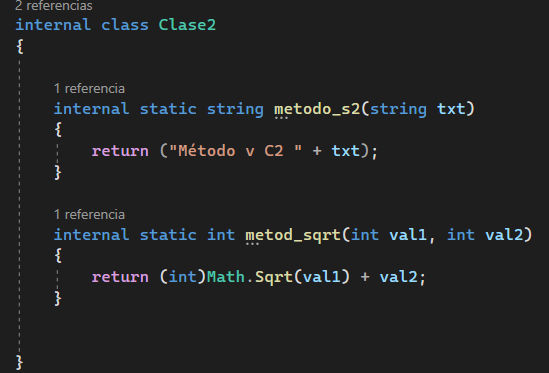 2 referencias
internal class Clase2
{
1 referencia
internal static string metodo_s2(string txt)
{
return ("Método v C2 " + txt);
}
1 referencia
internal static int metod_sqrt(int val1, int val2)
{
return (int)Math.Sqrt(val1) + val2;
}
}